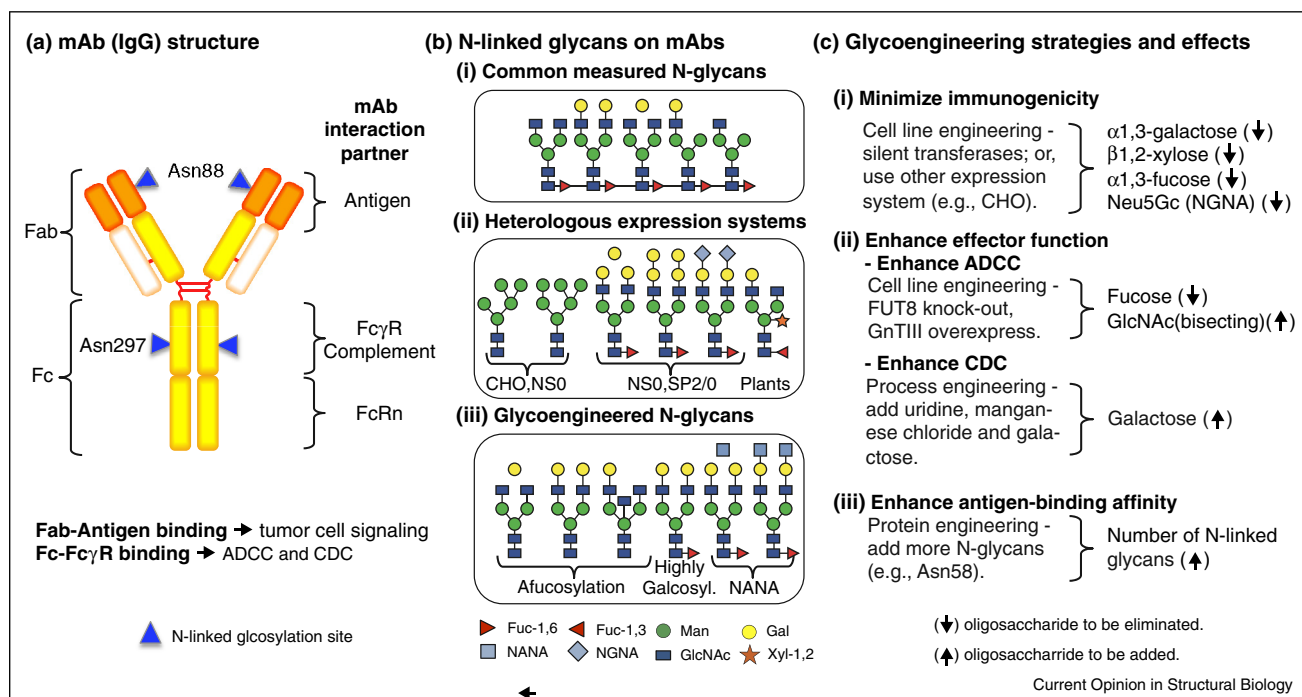 (a) mAb (IgG) structure
mAb
interaction
partner
Asn88
Antigen
Fab
Asn297
FcγR
Complement
Fc
FcRn
Fab-Antigen binding → tumor cell signaling
Fc-FcγR binding → ADCC and CDC
N-linked glcosylation site
(b) N-linked glycans on mAbs
(i) Common measured N-glycans
(ii) Heterologous expression systems
CHO,NS0
NS0,SP2/0
Plants
(iii) Glycoengineered N-glycans
Afucosylation
Highly
Galcosyl.
NANA
Fuc-1,6
Fuc-1,3
Man
Gal
NANA
NGNA
GlcNAc
Xyl-1,2
(c) Glycoengineering strategies and effects
(i) Minimize immunogenicity
Cell line engineering -
silent transferases; or,
use other expression
system (e.g., CHO).
α1,3-galactose (↓)
β1,2-xylose (↓)
α1,3-fucose (↓)
Neu5Gc (NGNA) (↓)
(ii) Enhance effector function
- Enhance ADCC
Cell line engineering -
FUT8 knock-out,
GnTIII overexpress.
Fucose (↓)
GlcNAc(bisecting)(↑)
- Enhance CDC
Process engineering -
add uridine, mangan-
ese chloride and gala-
ctose.
Galactose (↑)
(iii) Enhance antigen-binding affinity
Protein engineering -
add more N-glycans
(e.g., Asn58).
Number of N-linked
glycans (↑)
(↓) oligosaccharide to be eliminated.
(↑) oligosaccharride to be added.
Current Opinion in Structural Biology